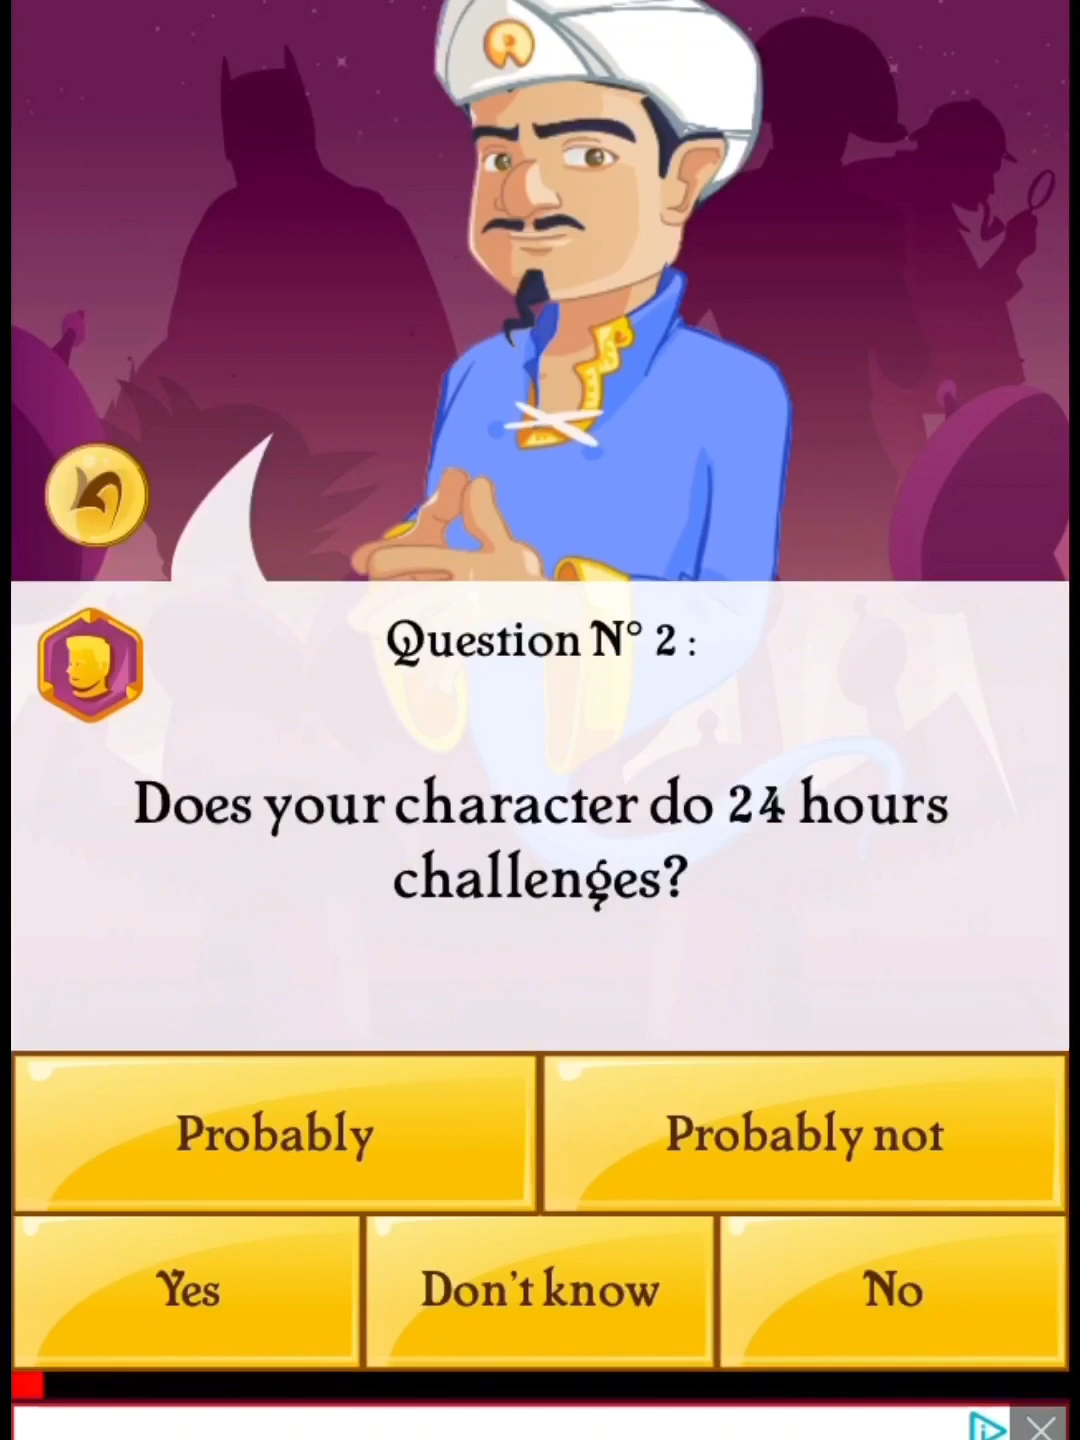 Question N° 2 :
Does your character do 24 hours
challenges?
Probably
Probably not
Yes
Don't know
No